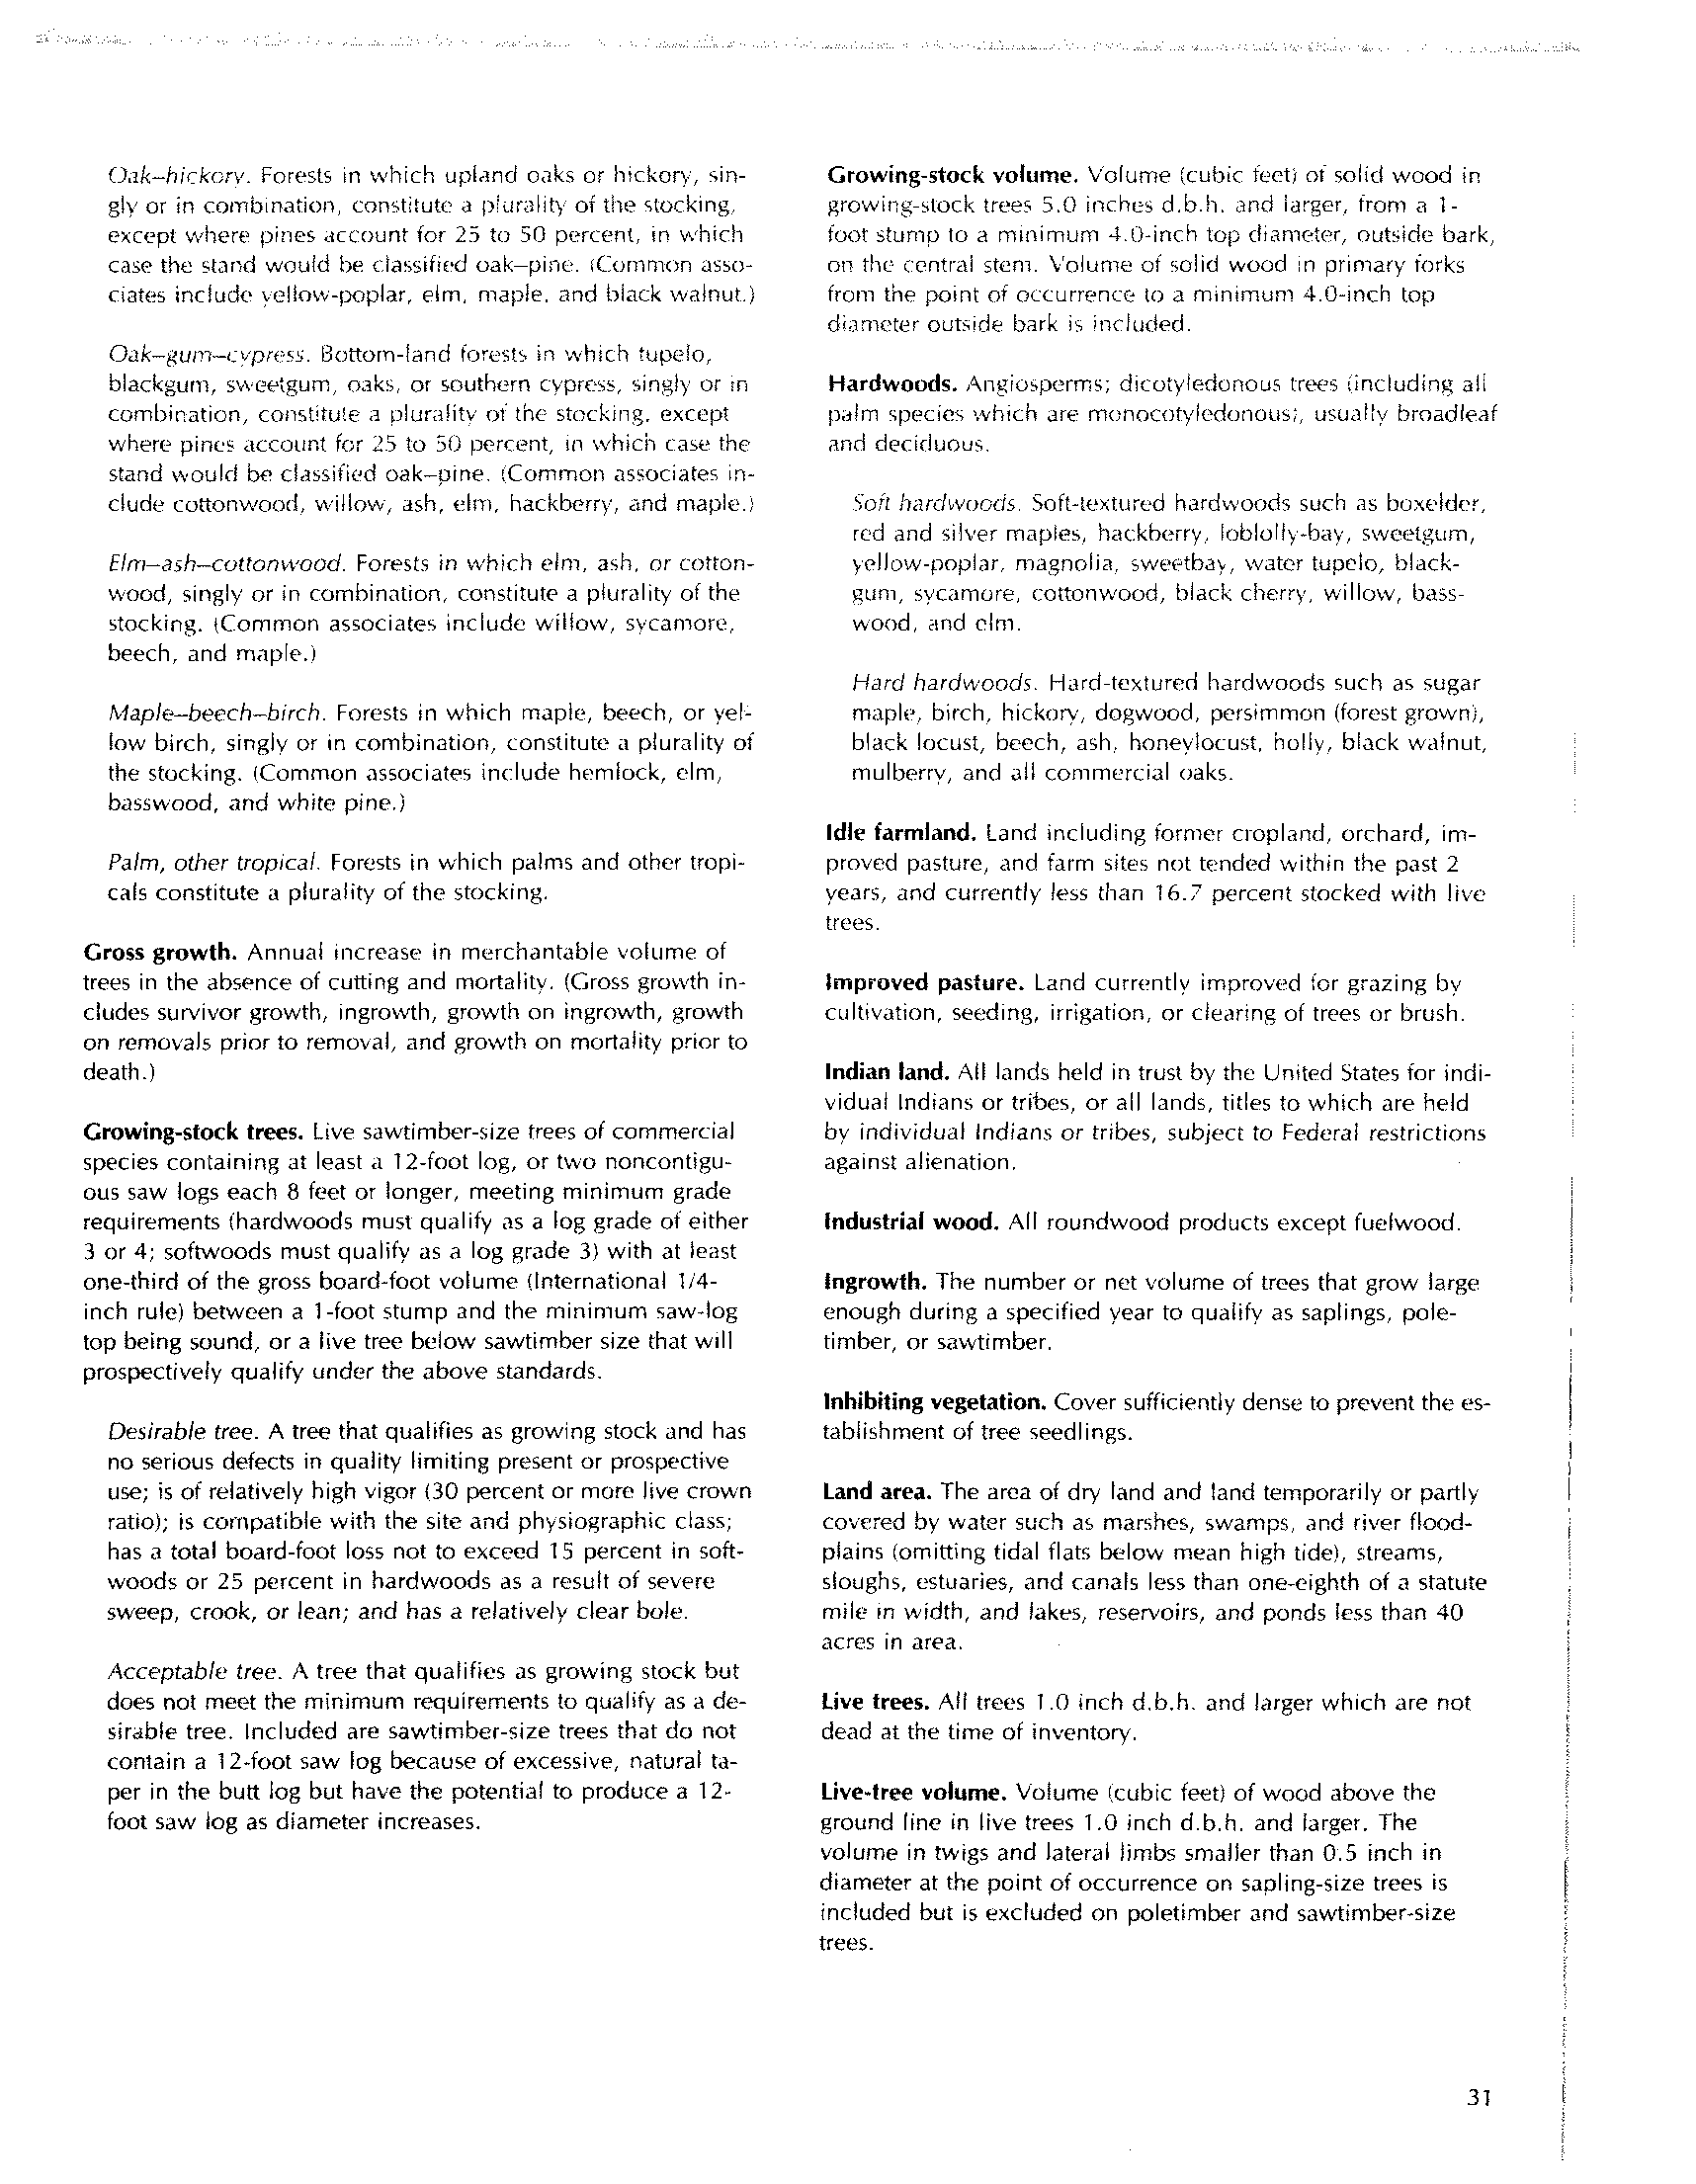 Oak–hickory. Forests in which upland oaks or hickory, sin-
gly or in combination, constitute a plurality of the stocking,
except where pines account for 25 to 50 percent, in which
case the stand would be classified oak–pine. (Common asso-
ciates include yellow-poplar, elm, maple, and black walnut.)
Oak–gum–cypress. Bottom-land forests in which tupelo,
blackgum, sweetgum, oaks, or southern cypress, singly or in
combination, constitute a plurality of the stocking, except
where pines account for 25 to 50 percent, in which case the
stand would be classified oak–pine. (Common associates in-
clude cottonwood, willow, ash, elm, hackberry, and maple.)
Elm–ash–cottonwood. Forests in which elm, ash, or cotton-
wood, singly or in combination, constitute a plurality of the
stocking. (Common associates include willow, sycamore,
beech, and maple.)
Maple–beech–birch. Forests in which maple, beech, or yel-
low birch, singly or in combination, constitute a plurality of
the stocking. (Common associates include hemlock, elm,
basswood, and white pine.)
Palm, other tropical. Forests in which palms and other tropi-
cals constitute a plurality of the stocking.
Gross growth. Annual increase in merchantable volume of
trees in the absence of cutting and mortality. (Gross growth in-
cludes survivor growth, ingrowth, growth on ingrowth, growth
on removals prior to removal, and growth on mortality prior to
death.)
Growing-stock trees. Live sawtimber-size trees of commercial
species containing at least a 12-foot log, or two noncontigu-
ous saw logs each 8 feet or longer, meeting minimum grade
requirements (hardwoods must qualify as a log grade of either
3 or 4; softwoods must qualify as a log grade 3) with at least
one-third of the gross board-foot volume (International 1/4-
inch rule) between a 1-foot stump and the minimum saw-log
top being sound, or a live tree below sawtimber size that will
prospectively qualify under the above standards.
Desirable tree. A tree that qualifies as growing stock and has
no serious defects in quality limiting present or prospective
use; is of relatively high vigor (30 percent or more live crown
ratio); is compatible with the site and physiographic class;
has a total board-foot loss not to exceed 15 percent in soft-
woods or 25 percent in hardwoods as a result of severe
sweep, crook, or lean; and has a relatively clear bole.
Acceptable tree. A tree that qualifies as growing stock but
does not meet the minimum requirements to qualify as a de-
sirable tree. Included are sawtimber-size trees that do not
contain a 12-foot saw log because of excessive, natural ta-
per in the butt log but have the potential to produce a 12-
foot saw log as diameter increases.
Growing-stock volume. Volume (cubic feet) of solid wood in
growing-stock trees 5.0 inches d.b.h. and larger, from a 1-
foot stump to a minimum 4.0-inch top diameter, outside bark,
on the central stem. Volume of solid wood in primary forks
from the point of occurrence to a minimum 4.0-inch top
diameter outside bark is included.
Hardwoods. Angiosperms; dicotyledonous trees (including all
palm species which are monocotyledonous), usually broadleaf
and deciduous.
Soft hardwoods. Soft-textured hardwoods such as boxelder,
red and silver maples, hackberry, loblolly-bay, sweetgum,
yellow-poplar, magnolia, sweetbay, water tupelo, black-
gum, sycamore, cottonwood, black cherry, willow, bass-
wood, and elm.
Hard hardwoods. Hard-textured hardwoods such as sugar
maple, birch, hickory, dogwood, persimmon (forest grown),
black locust, beech, ash, honeylocust, holly, black walnut,
mulberry, and all commercial oaks.
Idle farmland. Land including former cropland, orchard, im-
proved pasture, and farm sites not tended within the past 2
years, and currently less than 16.7 percent stocked with live
trees.
Improved pasture. Land currently improved for grazing by
cultivation, seeding, irrigation, or clearing of trees or brush.
Indian land. All lands held in trust by the United States for indi-
vidual Indians or tribes, or all lands, titles to which are held
by individual Indians or tribes, subject to Federal restrictions
against alienation.
Industrial wood. All roundwood products except fuelwood.
Ingrowth. The number or net volume of trees that grow large
enough during a specified year to qualify as saplings, pole-
timber, or sawtimber.
Inhibiting vegetation. Cover sufficiently dense to prevent the es-
tablishment of tree seedlings.
Land area. The area of dry land and land temporarily or partly
covered by water such as marshes, swamps, and river flood-
plains (omitting tidal flats below mean high tide), streams,
sloughs, estuaries, and canals less than one-eighth of a statute
mile in width, and lakes, reservoirs, and ponds less than 40
acres in area.
Live trees. All trees 1.0 inch d.b.h. and larger which are not
dead at the time of inventory.
Live-tree volume. Volume (cubic feet) of wood above the
ground line in live trees 1.0 inch d.b.h. and larger. The
volume in twigs and lateral limbs smaller than 0.5 inch in
diameter at the point of occurrence on sapling-size trees is
included but is excluded on poletimber and sawtimber-size
trees.
31